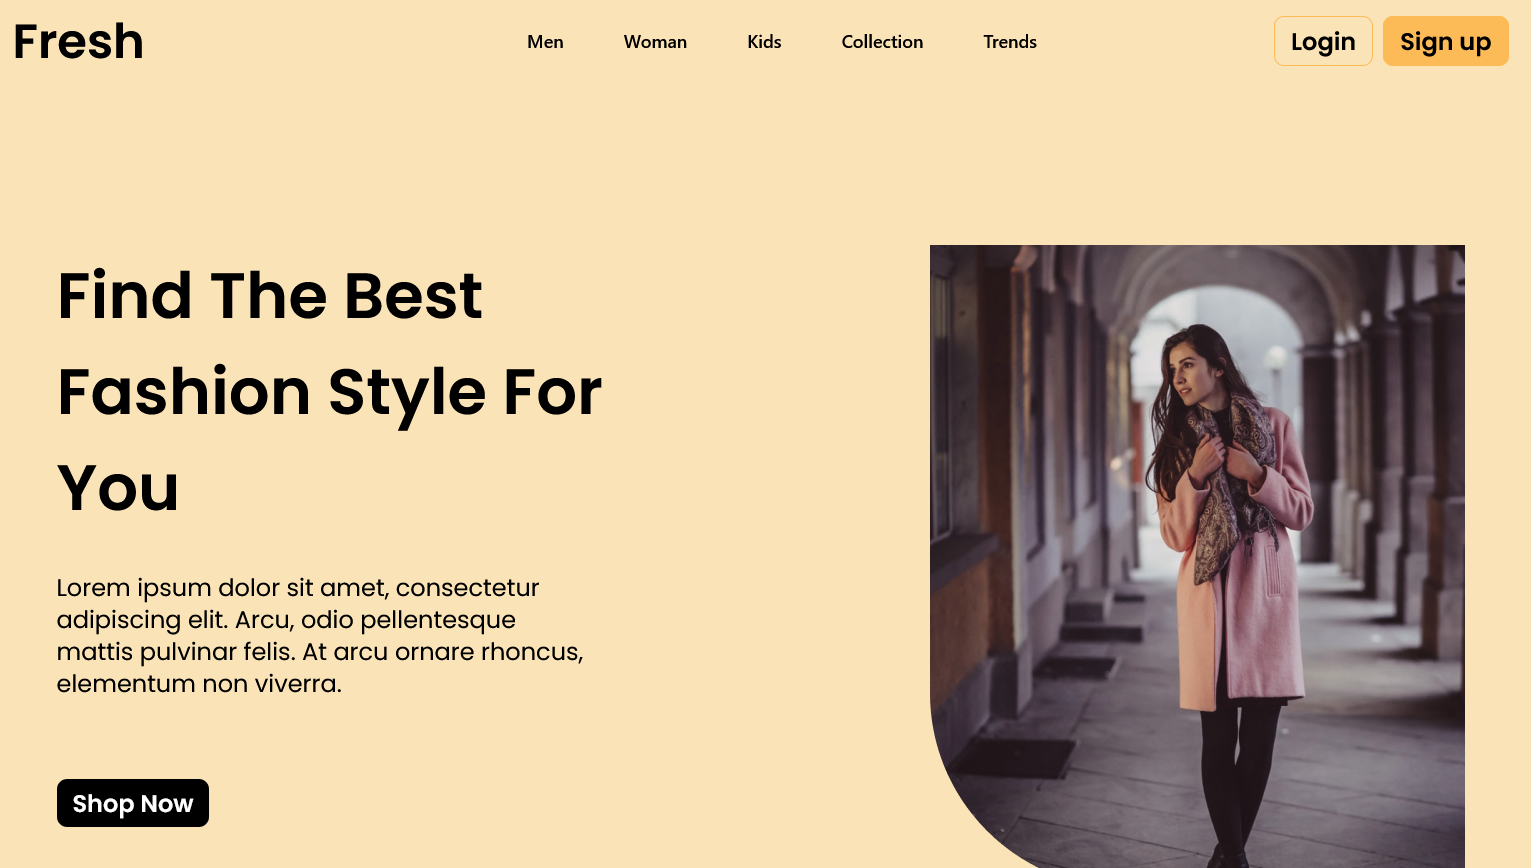 Fresh
Men Woman Kids Collection Trends
Login Sign up
Find The Best
Fashion Style For
You
Lorem ipsum dolor sit amet, consectetur
adipiscing elit. Arcu, odio pellentesque
mattis pulvinar felis. At arcu ornare rhoncus,
elementum non viverra.
Shop Now